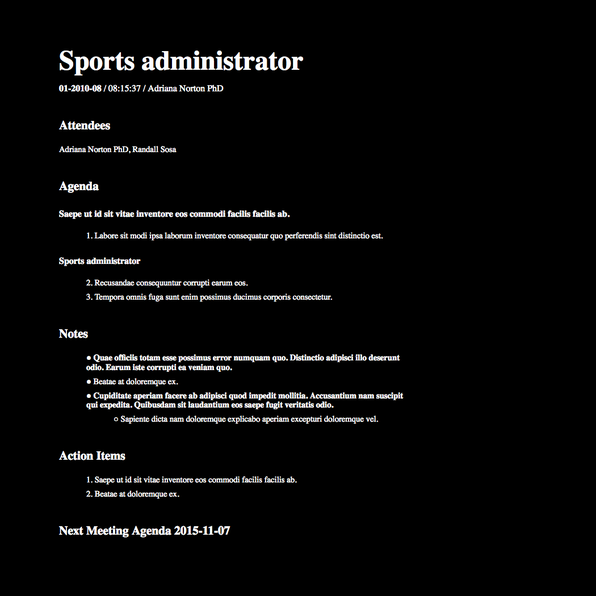 Sports administrator
01-2010-08 / 08:15:37 / Adriana Norton PhD
Attendees
Adriana Norton PhD, Randall Sosa
Agenda
Saepe ut id sit vitae inventore eos commodi facilis facilis ab.
1. Labore sit modi ipsa laborum inventore consequatur quo perferendis sint distinctio est.
Sports administrator
2. Recusandae consequuntur corrupti earum eos.
3. Tempora omnis fuga sunt enim possimus ducimus corporis consectetur.
Notes
● Quae officiis totam esse possimus error numquam quo. Distinctio adipisci illo deserunt
odio. Earum iste corrupti ea veniam quo.
● Beatae at doloremque ex.
● Cupiditate aperiam facere ab adipisci quod impedit mollitia. Accusantium nam suscipit
qui expedita. Quibusdam sit laudantium eos saepe fugit veritatis odio.
○ Sapiente dicta nam doloremque explicabo aperiam excepturi doloremque vel.
Action Items
1. Saepe ut id sit vitae inventore eos commodi facilis facilis ab.
2. Beatae at doloremque ex.
Next Meeting Agenda 2015-11-07